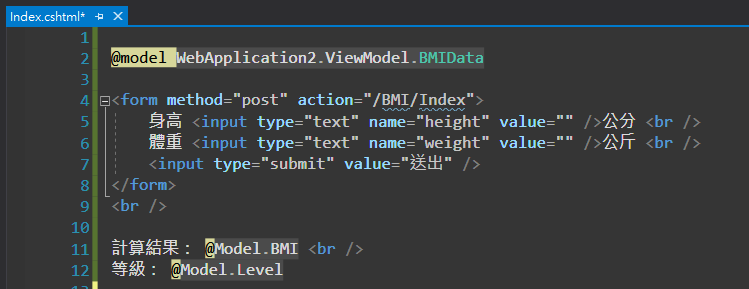 Index.cshtml*
1
2 @model WebApplication2.ViewModel.BMIData
3
4 <form method="post" action="/BMI/Index">
5 身高 <input type="text" name="height" value="" />公分 <br />
6 體重 <input type="text" name="weight" value="" />公斤 <br />
7 <input type="submit" value="送出" />
8 </form>
9 <br />
10
11 計算結果： @Model.BMI <br />
12 等級： @Model.Level